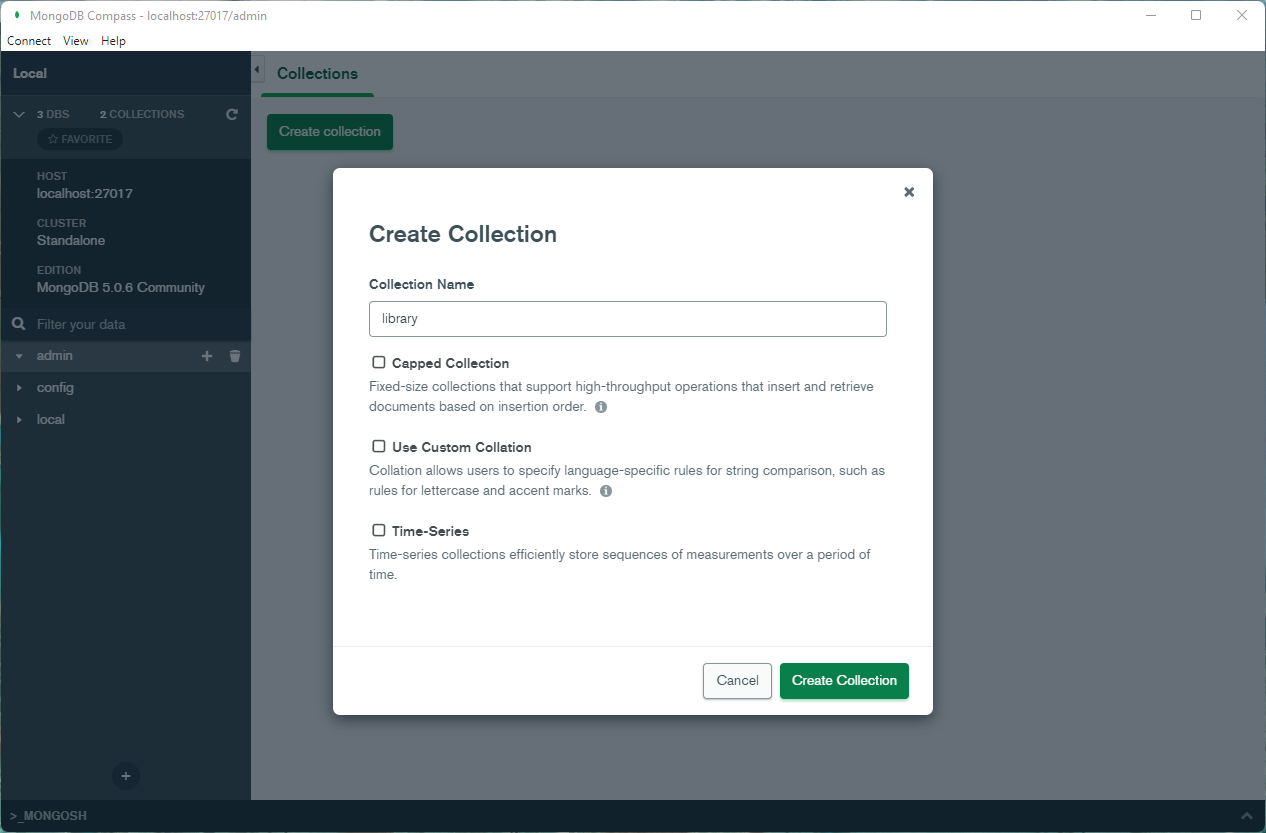 MongoDB Compass - localhost:27017/admin
Connect View Help
Local
3 DBS 2 COLLECTIONS
FAVORITE
HOST
localhost:27017
CLUSTER
Standalone
EDITION
MongoDB 5.0.6 Community
Filter your data
admin
config
local
>_MONGOSH
Collections
Create collection
Create Collection
Collection Name
library
Capped Collection
Fixed-size collections that support high-throughput operations that insert and retrieve
documents based on insertion order.
Use Custom Collation
Collation allows users to specify language-specific rules for string comparison, such as
rules for lettercase and accent marks.
Time-Series
Time-series collections efficiently store sequences of measurements over a period of
time.
Cancel Create Collection